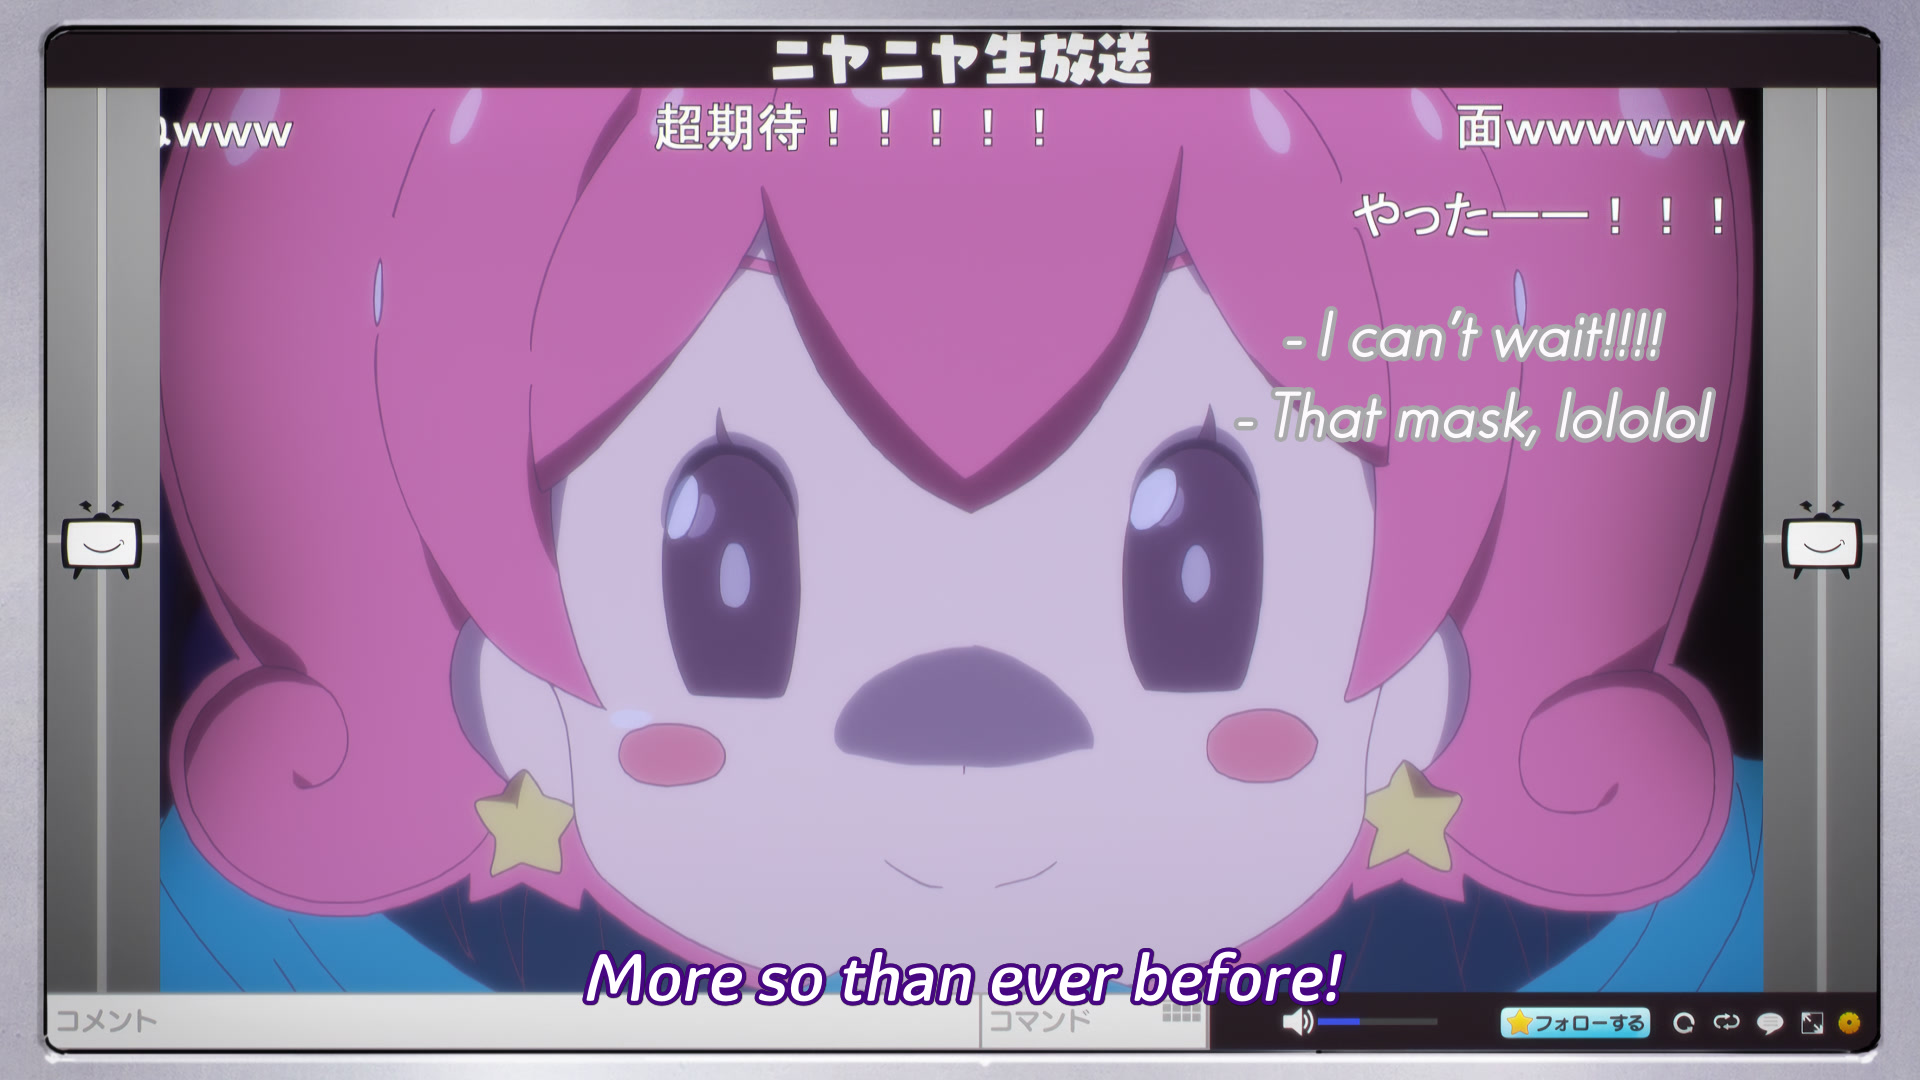 ニヤニヤ生放送
www
超期待！！！！！
面wwwwww
やったーー！！！
- I can't wait!!!!
- That mask, lololol
More so than ever before!
コメント
コマンド
フォローする